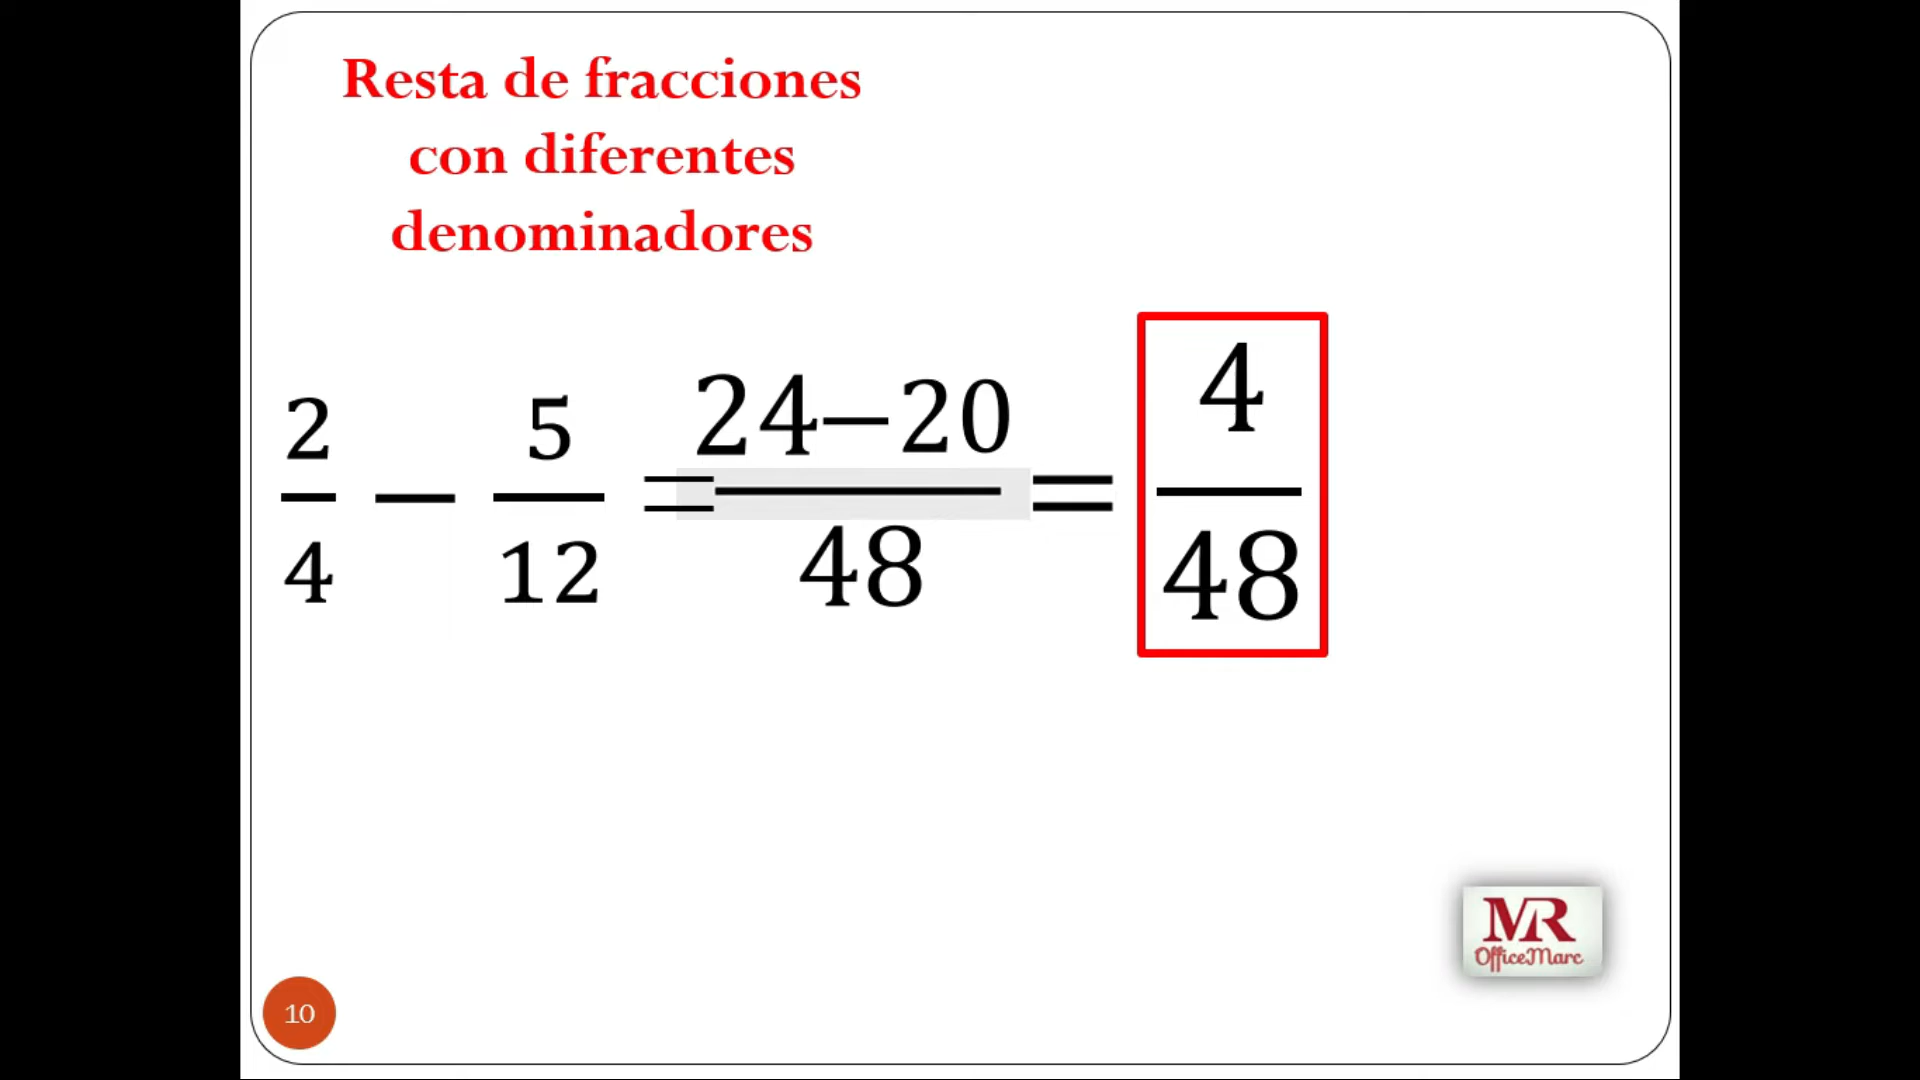 Resta de fracciones
con diferentes
denominadores
2/4 − 5/12 = 24−20/48 = 4/48
MR
OfficeMarc
10